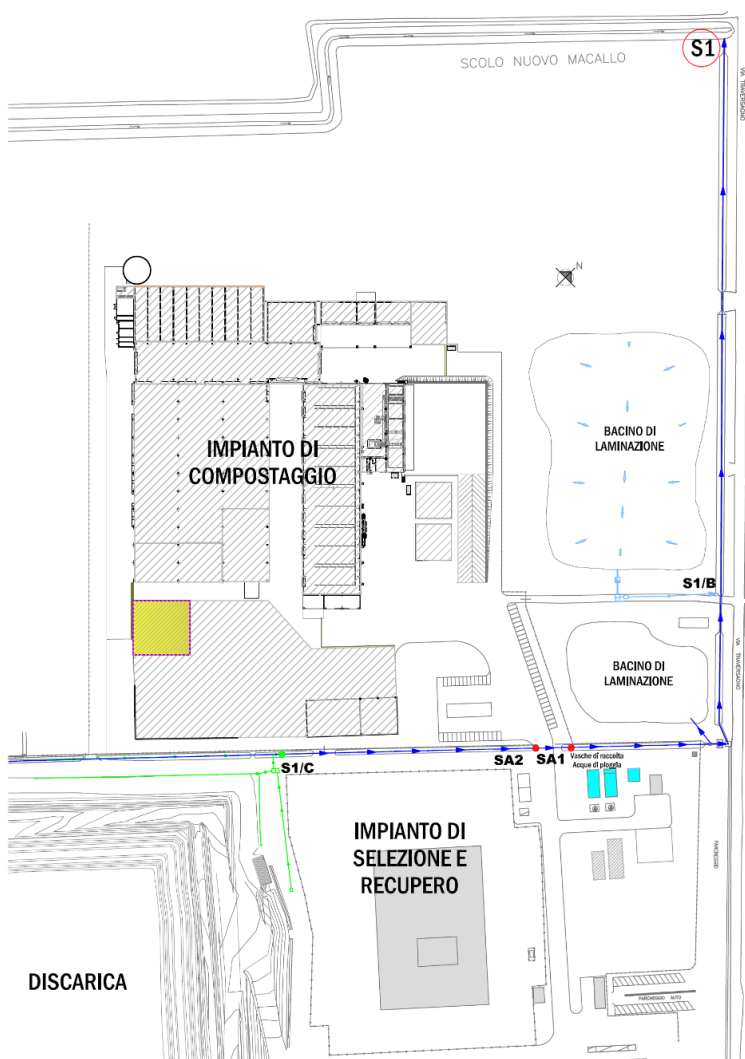 S1
SCOLO NUOVO MACALLO
VIA TRAVERSAGNO
N
BACINO DI
LAMINAZIONE
IMPIANTO DI
COMPOSTAGGIO
S1/B
BACINO DI
LAMINAZIONE
VIA TRAVERSAGNO
S1/C
SA2
SA1
Vasche di raccolta
Acque di pioggia
IMPIANTO DI
SELEZIONE E
RECUPERO
PARCHEGGIO
DISCARICA
PARCHEGGIO AUTO